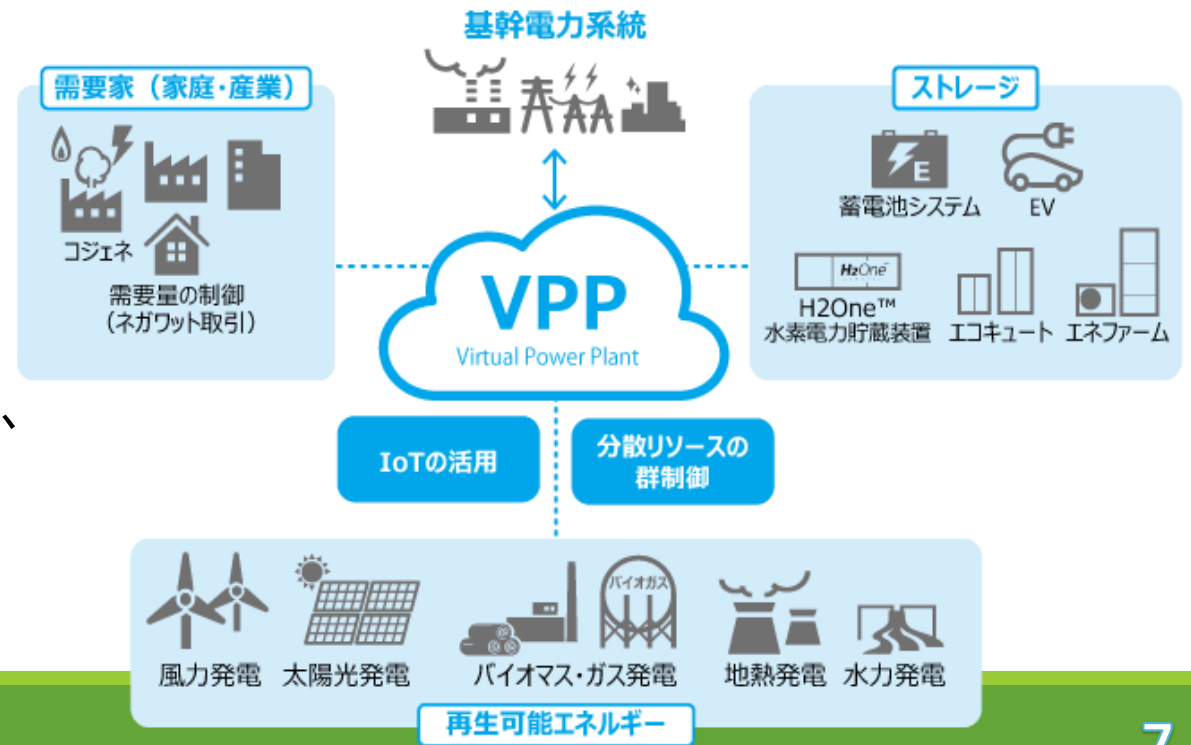 基幹電力系統
需要家（家庭・産業）
コジェネ
需要量の制御
（ネガワット取引）
ストレージ
E
蓄電池システム
EV
H2One
H2One™
水素電力貯蔵装置
エコキュート
エネファーム
VPP
Virtual Power Plant
、
IoTの活用
分散リソースの
群制御
バイオガス
風力発電
太陽光発電
バイオマス・ガス発電
地熱発電
水力発電
再生可能エネルギー
7